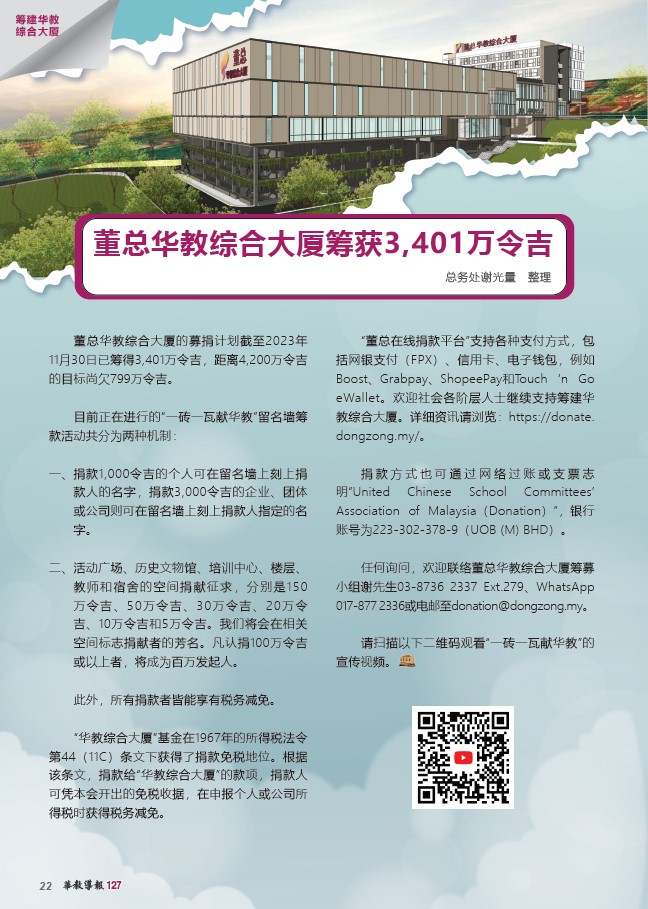 筹建华教
综合大厦
董总
华教综合大厦
董总华教综合大厦
董总华教综合大厦筹获3,401万令吉
总务处谢光量　整理
董总华教综合大厦的募捐计划截至2023年
11月30日已筹得3,401万令吉，距离4,200万令吉
的目标尚欠799万令吉。
目前正在进行的“一砖一瓦献华教”留名墙筹
款活动共分为两种机制：
一、捐款1,000令吉的个人可在留名墙上刻上捐
款人的名字，捐款3,000令吉的企业、团体
或公司则可在留名墙上刻上捐款人指定的名
字。
二、活动广场、历史文物馆、培训中心、楼层、
教师和宿舍的空间捐献征求，分别是150
万令吉、50万令吉、30万令吉、20万令
吉、10万令吉和5万令吉。我们将会在相关
空间标志捐献者的芳名。凡认捐100万令吉
或以上者，将成为百万发起人。
此外，所有捐款者皆能享有税务减免。
“华教综合大厦”基金在1967年的所得税法令
第44（11C）条文下获得了捐款免税地位。根据
该条文，捐款给“华教综合大厦”的款项，捐款人
可凭本会开出的免税收据，在申报个人或公司所
得税时获得税务减免。
“董总在线捐款平台”支持各种支付方式，包
括网银支付（FPX）、信用卡、电子钱包，例如
Boost、Grabpay、ShopeePay和Touch ‘n Go
eWallet。欢迎社会各阶层人士继续支持筹建华
教综合大厦。详细资讯请浏览：https://donate.
dongzong.my/。
捐款方式也可通过网络过账或支票志
明“United Chinese School Committees’
Association of Malaysia（Donation）”，银行
账号为223-302-378-9（UOB (M) BHD）。
任何询问，欢迎联络董总华教综合大厦筹募
小组谢先生03-8736 2337 Ext.279、WhatsApp
017-877 2336或电邮至donation@dongzong.my。
请扫描以下二维码观看“一砖一瓦献华教”的
宣传视频。
22 華教導報 127